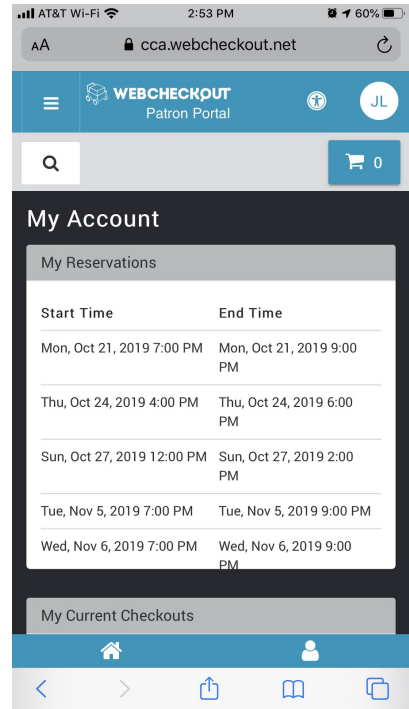 AT&T Wi-Fi 2:53 PM 60%
AA cca.webcheckout.net
WEBCHECKOUT
Patron Portal
JL
0
My Account
My Reservations
Start Time End Time
Mon, Oct 21, 2019 7:00 PM Mon, Oct 21, 2019 9:00
PM
Thu, Oct 24, 2019 4:00 PM Thu, Oct 24, 2019 6:00
PM
Sun, Oct 27, 2019 12:00 PM Sun, Oct 27, 2019 2:00
PM
Tue, Nov 5, 2019 7:00 PM Tue, Nov 5, 2019 9:00 PM
Wed, Nov 6, 2019 7:00 PM Wed, Nov 6, 2019 9:00
PM
My Current Checkouts